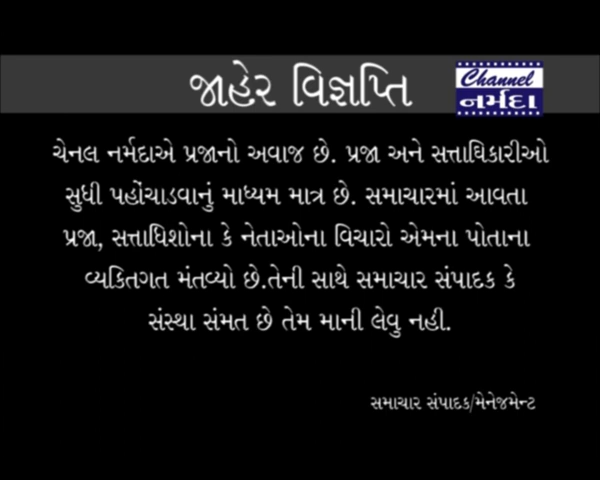 જાહેર વિજ્ઞપ્તિ
Channel
નર્મદા
ચેનલ નર્મદાએ પ્રજાનો અવાજ છે. પ્રજા અને સત્તાધિકારીઓ
સુધી પહોંચાડવાનું માધ્યમ માત્ર છે. સમાચારમાં આવતા
પ્રજા, સત્તાધિશોના કે નેતાઓના વિચારો એમના પોતાના
વ્યકિતગત મંતવ્યો છે.તેની સાથે સમાચાર સંપાદક કે
સંસ્થા સંમત છે તેમ માની લેવુ નહી.
સમાચાર સંપાદક/મેનેજમેન્ટ